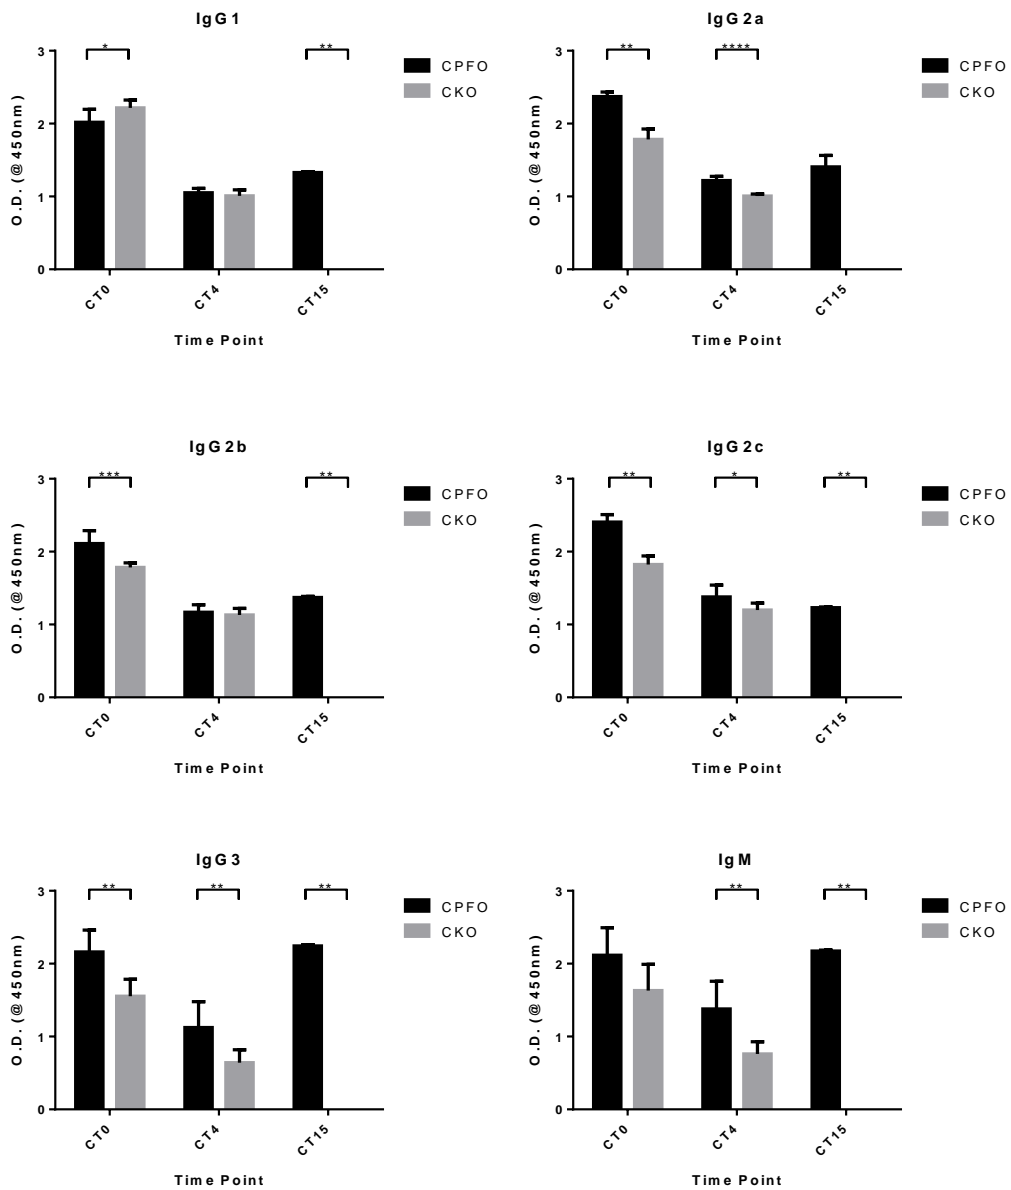 IgG1
* **
3
2
1
0
O.D. (@450nm)
CT0 CT4 CT15
Time Point
CPFO
CKO
IgG2a
** ****
3
2
1
0
O.D. (@450nm)
CT0 CT4 CT15
Time Point
CPFO
CKO
IgG2b
*** **
3
2
1
0
O.D. (@450nm)
CT0 CT4 CT15
Time Point
CPFO
CKO
IgG2c
** * **
3
2
1
0
O.D. (@450nm)
CT0 CT4 CT15
Time Point
CPFO
CKO
IgG3
** ** **
3
2
1
0
O.D. (@450nm)
CT0 CT4 CT15
Time Point
CPFO
CKO
IgM
** **
3
2
1
0
O.D. (@450nm)
CT0 CT4 CT15
Time Point
CPFO
CKO